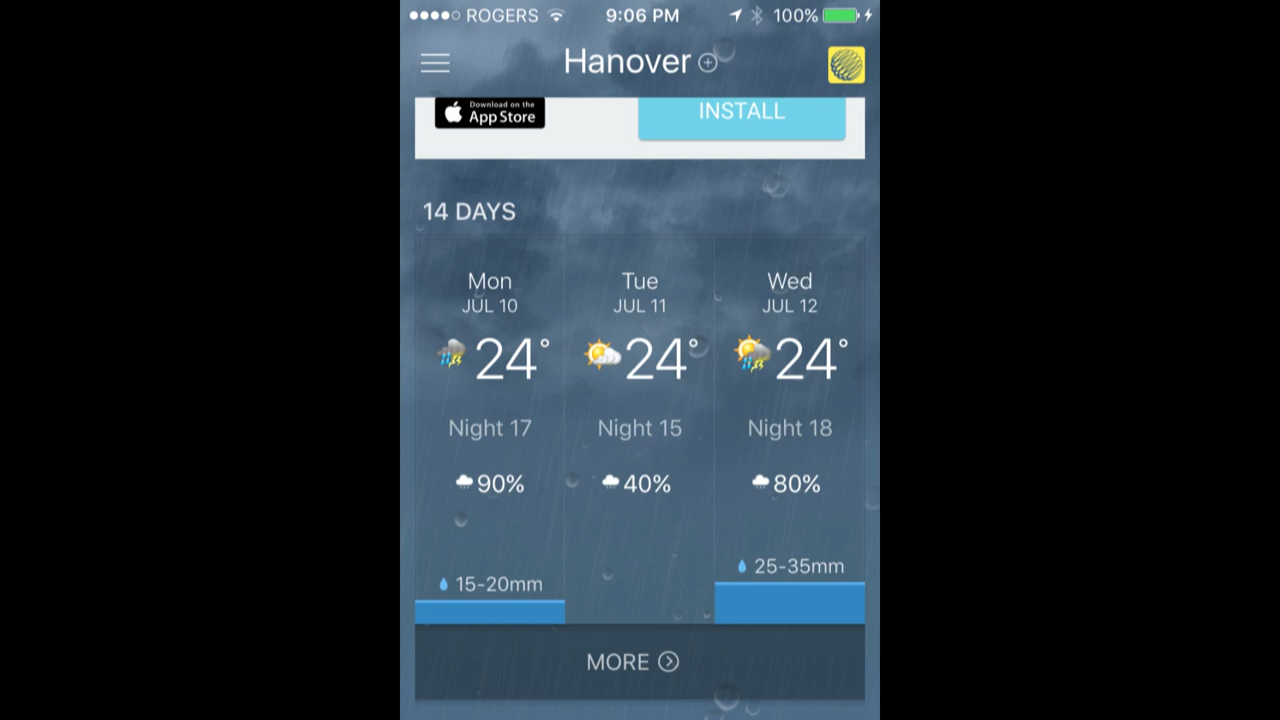 ROGERS 9:06 PM 100%
Hanover
Download on the
App Store
INSTALL
14 DAYS
Mon Tue Wed
JUL 10 JUL 11 JUL 12
24° 24° 24°
Night 17 Night 15 Night 18
90% 40% 80%
25-35mm
15-20mm
MORE